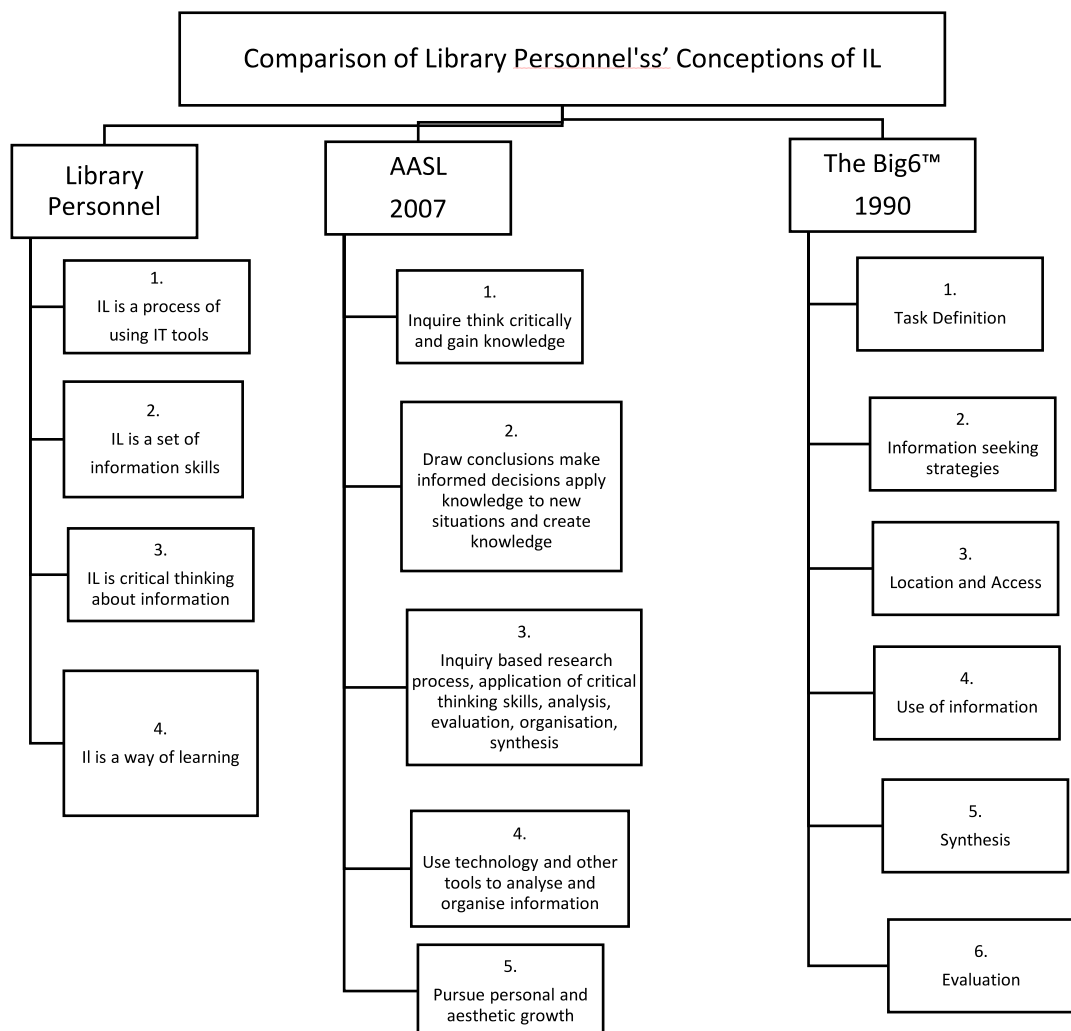 Comparison of Library Personnel'ss’ Conceptions of IL
Library
Personnel
1.
IL is a process of
using IT tools
2.
IL is a set of
information skills
3.
IL is critical thinking
about information
4.
Il is a way of learning
AASL
2007
1.
Inquire think critically
and gain knowledge
2.
Draw conclusions make
informed decisions apply
knowledge to new
situations and create
knowledge
3.
Inquiry based research
process, application of critical
thinking skills, analysis,
evaluation, organisation,
synthesis
4.
Use technology and other
tools to analyse and
organise information
5.
Pursue personal and
aesthetic growth
The Big6™
1990
1.
Task Definition
2.
Information seeking
strategies
3.
Location and Access
4.
Use of information
5.
Synthesis
6.
Evaluation